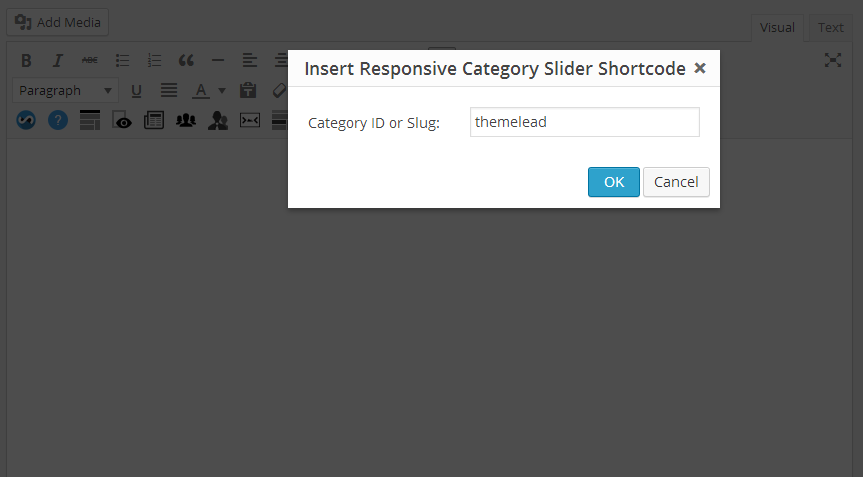 Add Media
Visual
Text
Insert Responsive Category Slider Shortcode
B I ABC
Paragraph U A
Category ID or Slug: themelead
OK Cancel